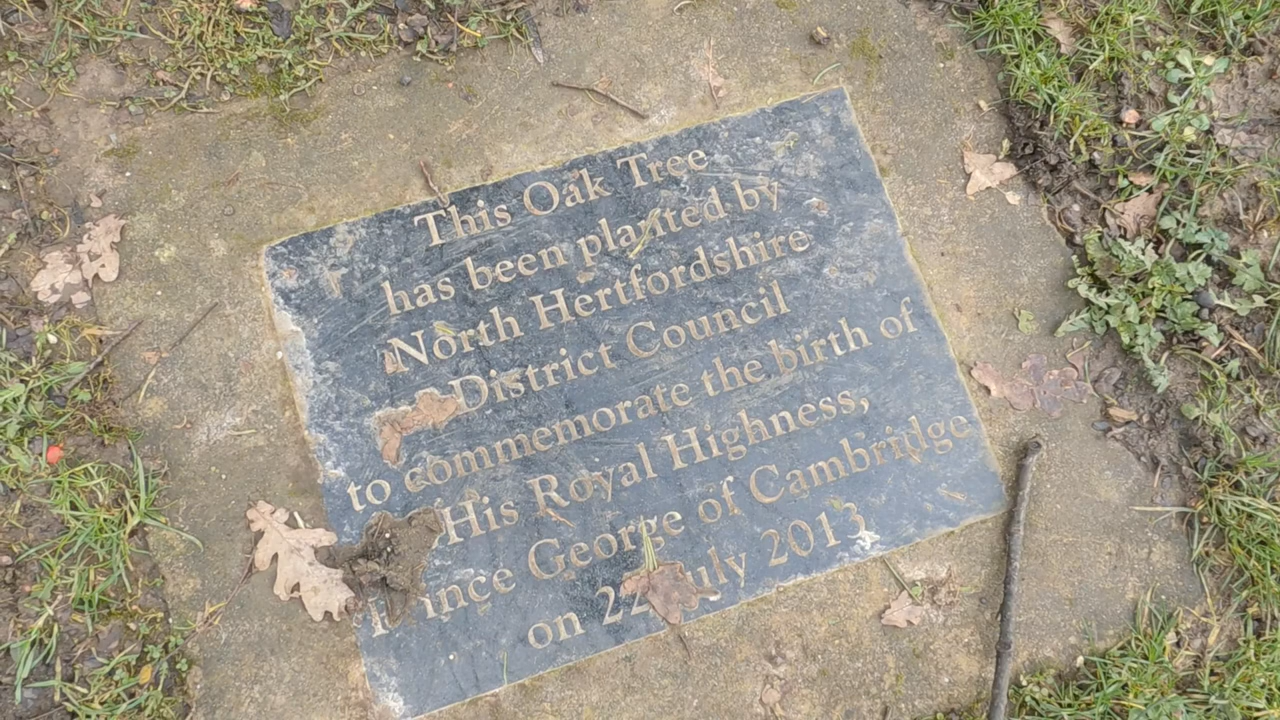 This Oak Tree
has been planted by
North Hertfordshire
District Council
to commemorate the birth of
His Royal Highness,
Prince George of Cambridge
on 22 July 2013